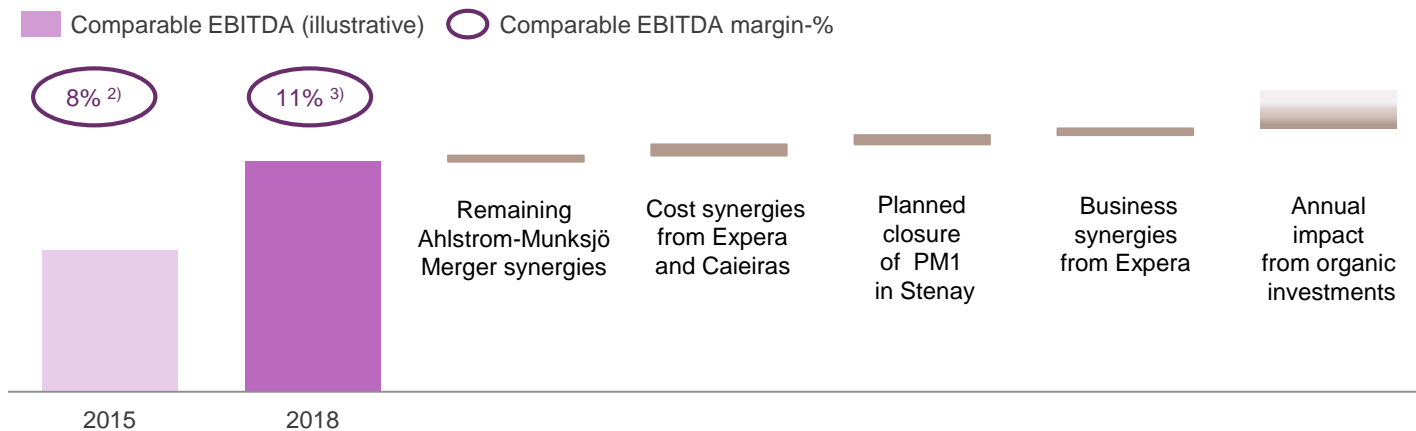 Comparable EBITDA (illustrative) Comparable EBITDA margin-%
8% 2) 11% 3)
Remaining
Ahlstrom-Munksjö
Merger synergies
Cost synergies
from Expera
and Caieiras
Planned
closure
of PM1
in Stenay
Business
synergies
from Expera
Annual
impact
from organic
investments
2015 2018